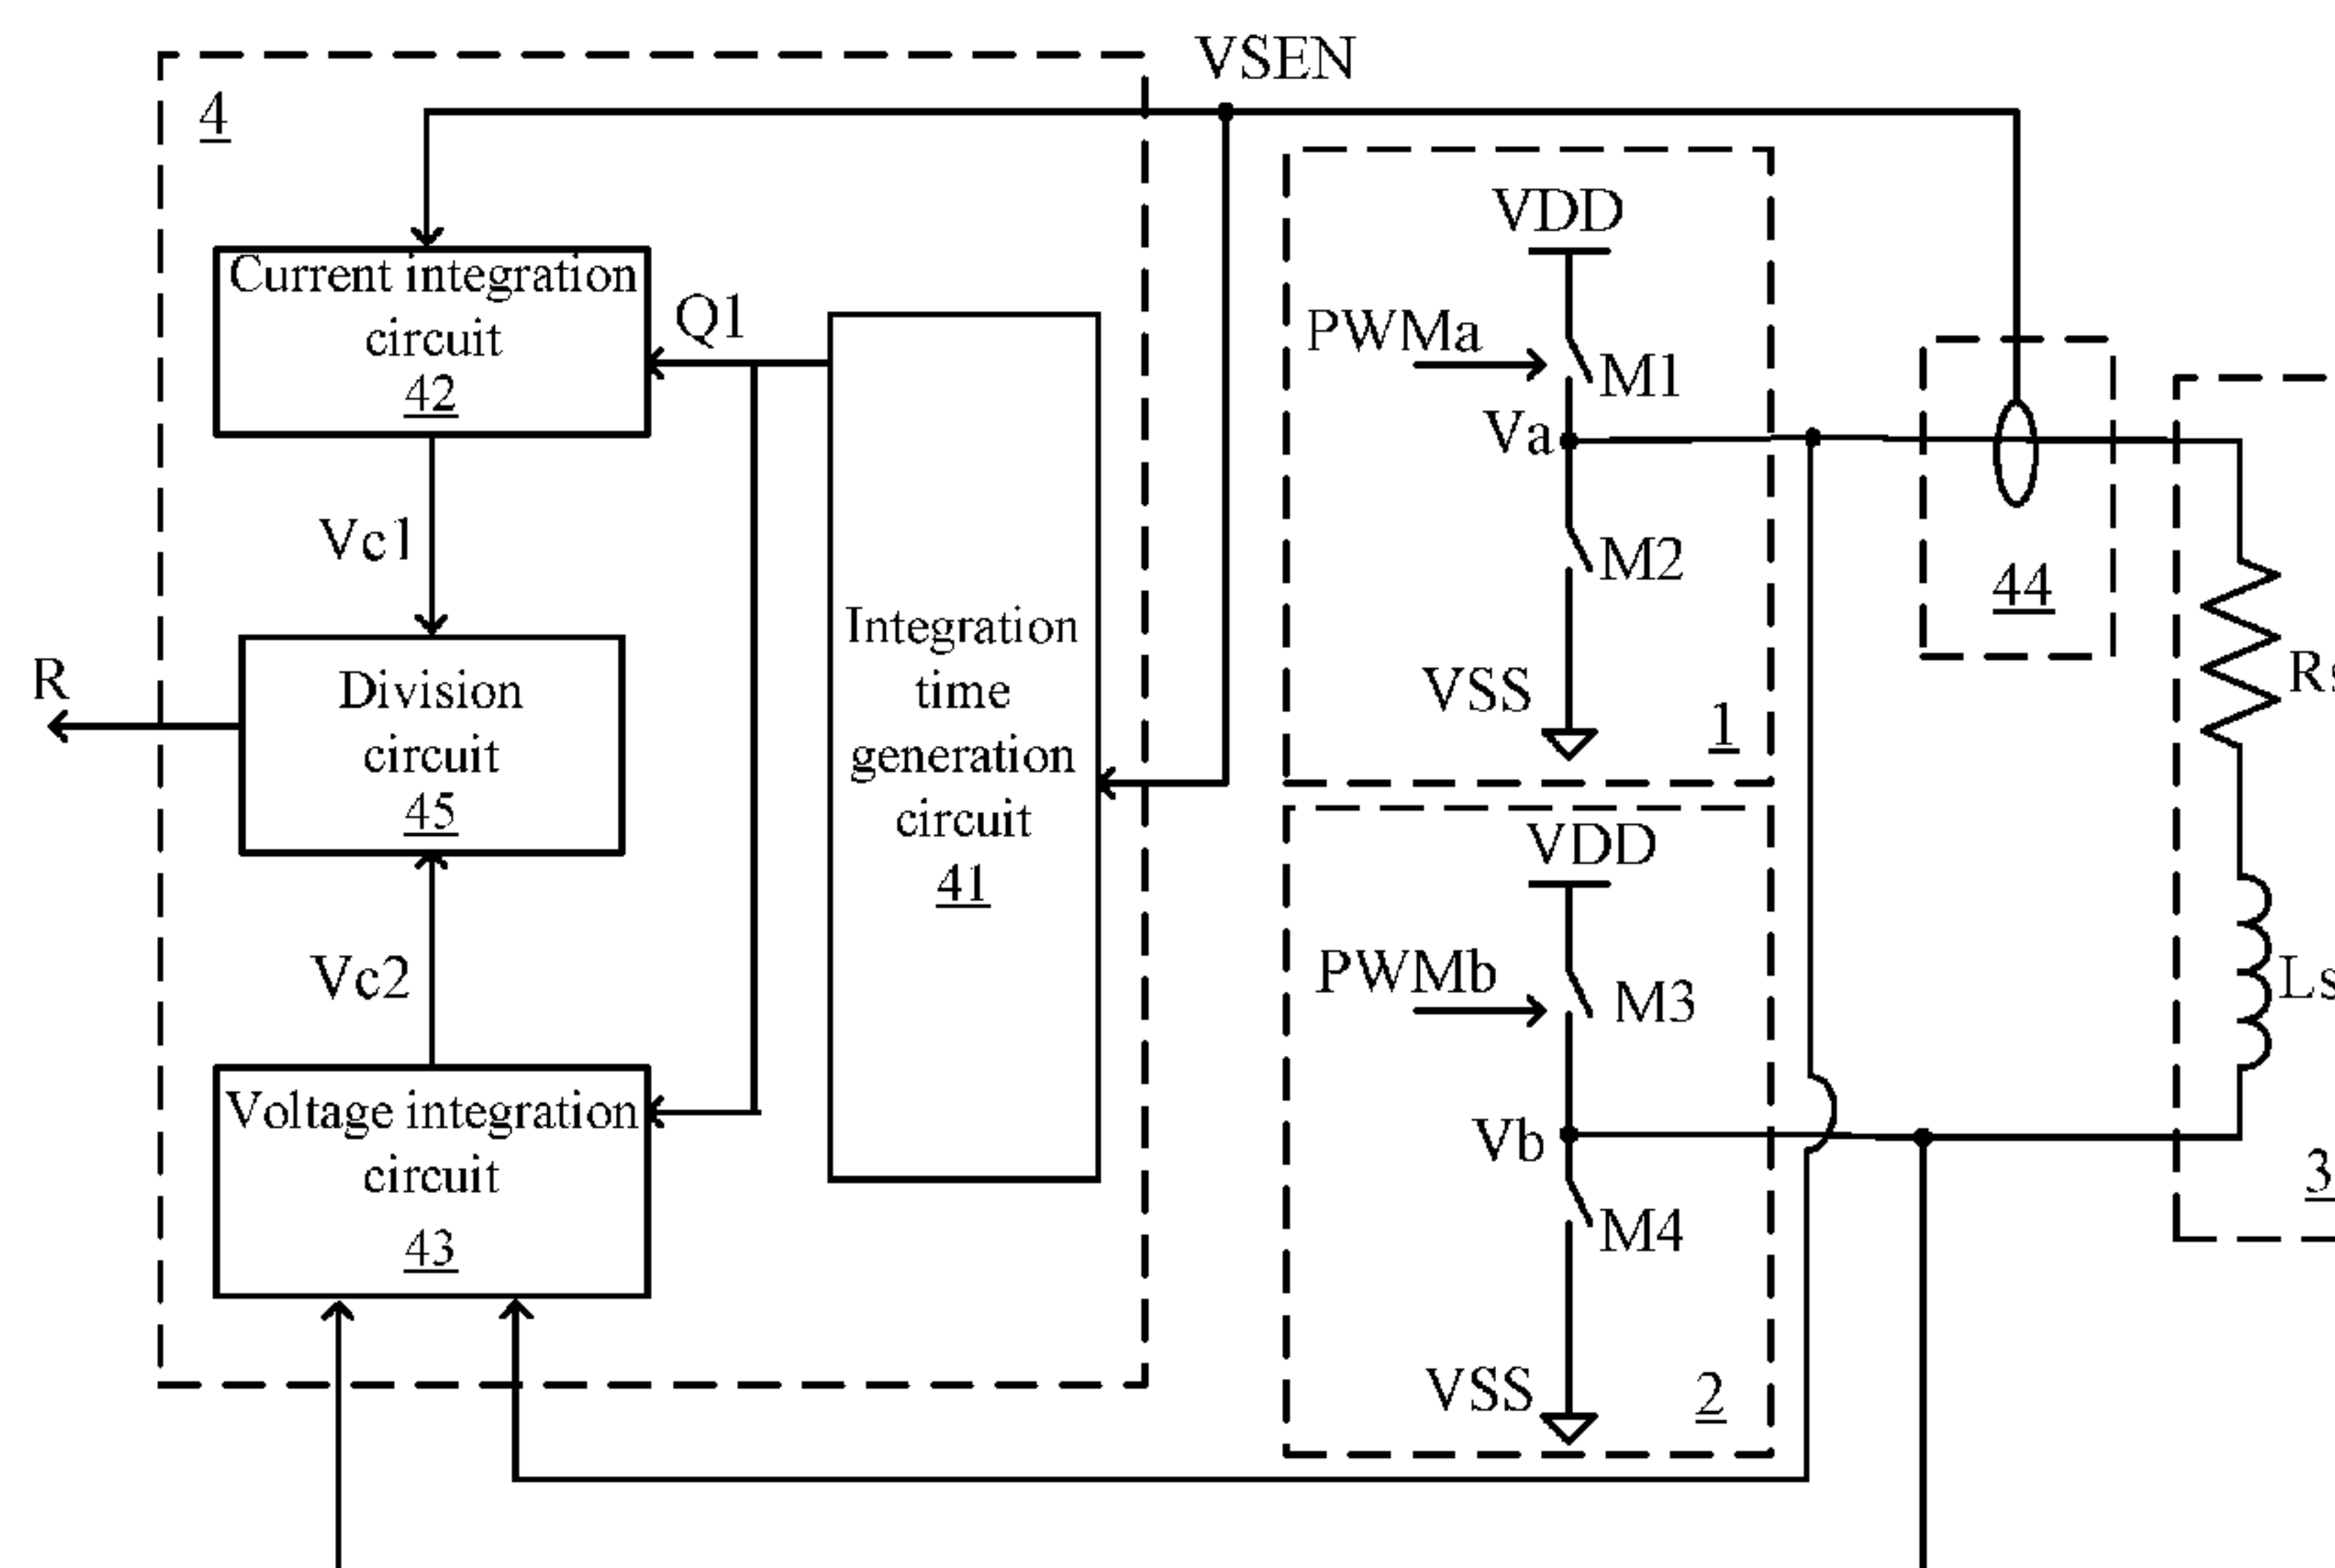 VSEN
4
Current integration
circuit
42
Q1
Vc1
R
Division
circuit
45
Vc2
Voltage integration
circuit
43
Integration
time
generation
circuit
41
VDD
PWMa
M1
Va
M2
VSS
1
VDD
PWMb
M3
Vb
M4
VSS
2
44
Rs
Ls
3